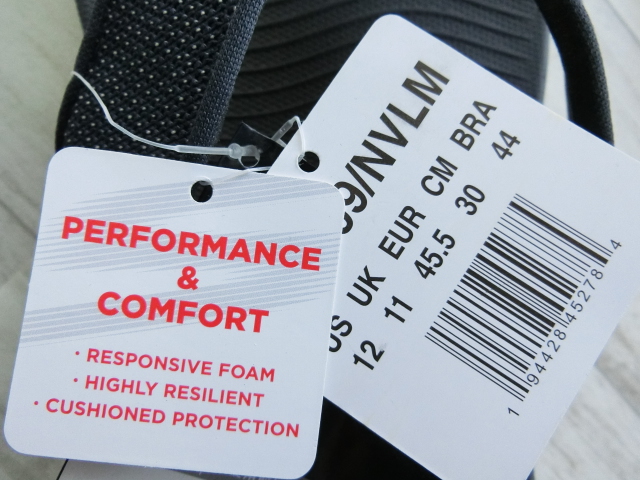 PERFORMANCE
&
COMFORT
· RESPONSIVE FOAM
· HIGHLY RESILIENT
· CUSHIONED PROTECTION
9/NVLM
US UK EUR CM BRA
12 11 45.5 30 44
1 94428 45278 4